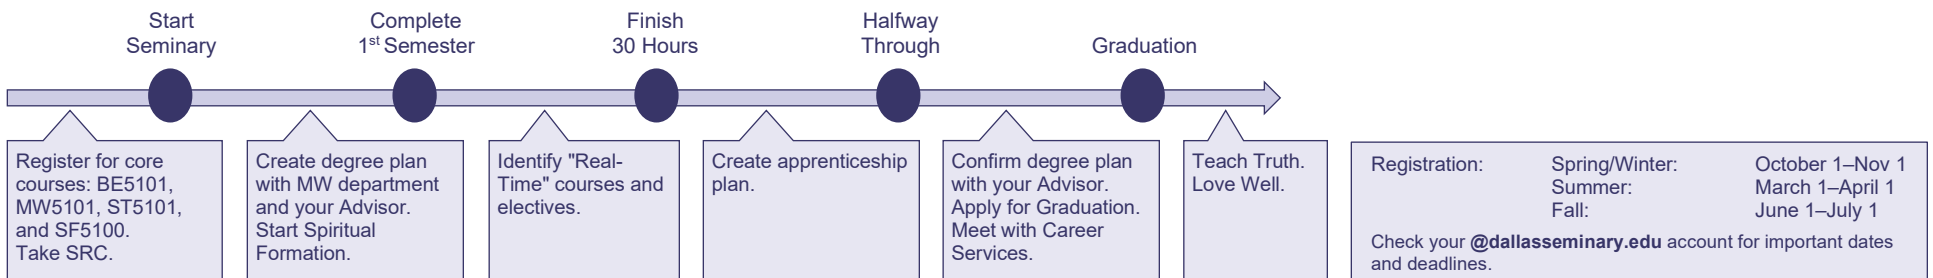 Start
Seminary
Complete
1st Semester
Finish
30 Hours
Halfway
Through
Graduation
Register for core
courses: BE5101,
MW5101, ST5101,
and SF5100.
Take SRC.
Create degree plan
with MW department
and your Advisor.
Start Spiritual
Formation.
Identify "Real-
Time" courses and
electives.
Create apprenticeship
plan.
Confirm degree plan
with your Advisor.
Apply for Graduation.
Meet with Career
Services.
Teach Truth.
Love Well.
Registration: Spring/Winter: October 1–Nov 1
Summer: March 1–April 1
Fall: June 1–July 1
Check your @dallasseminary.edu account for important dates
and deadlines.